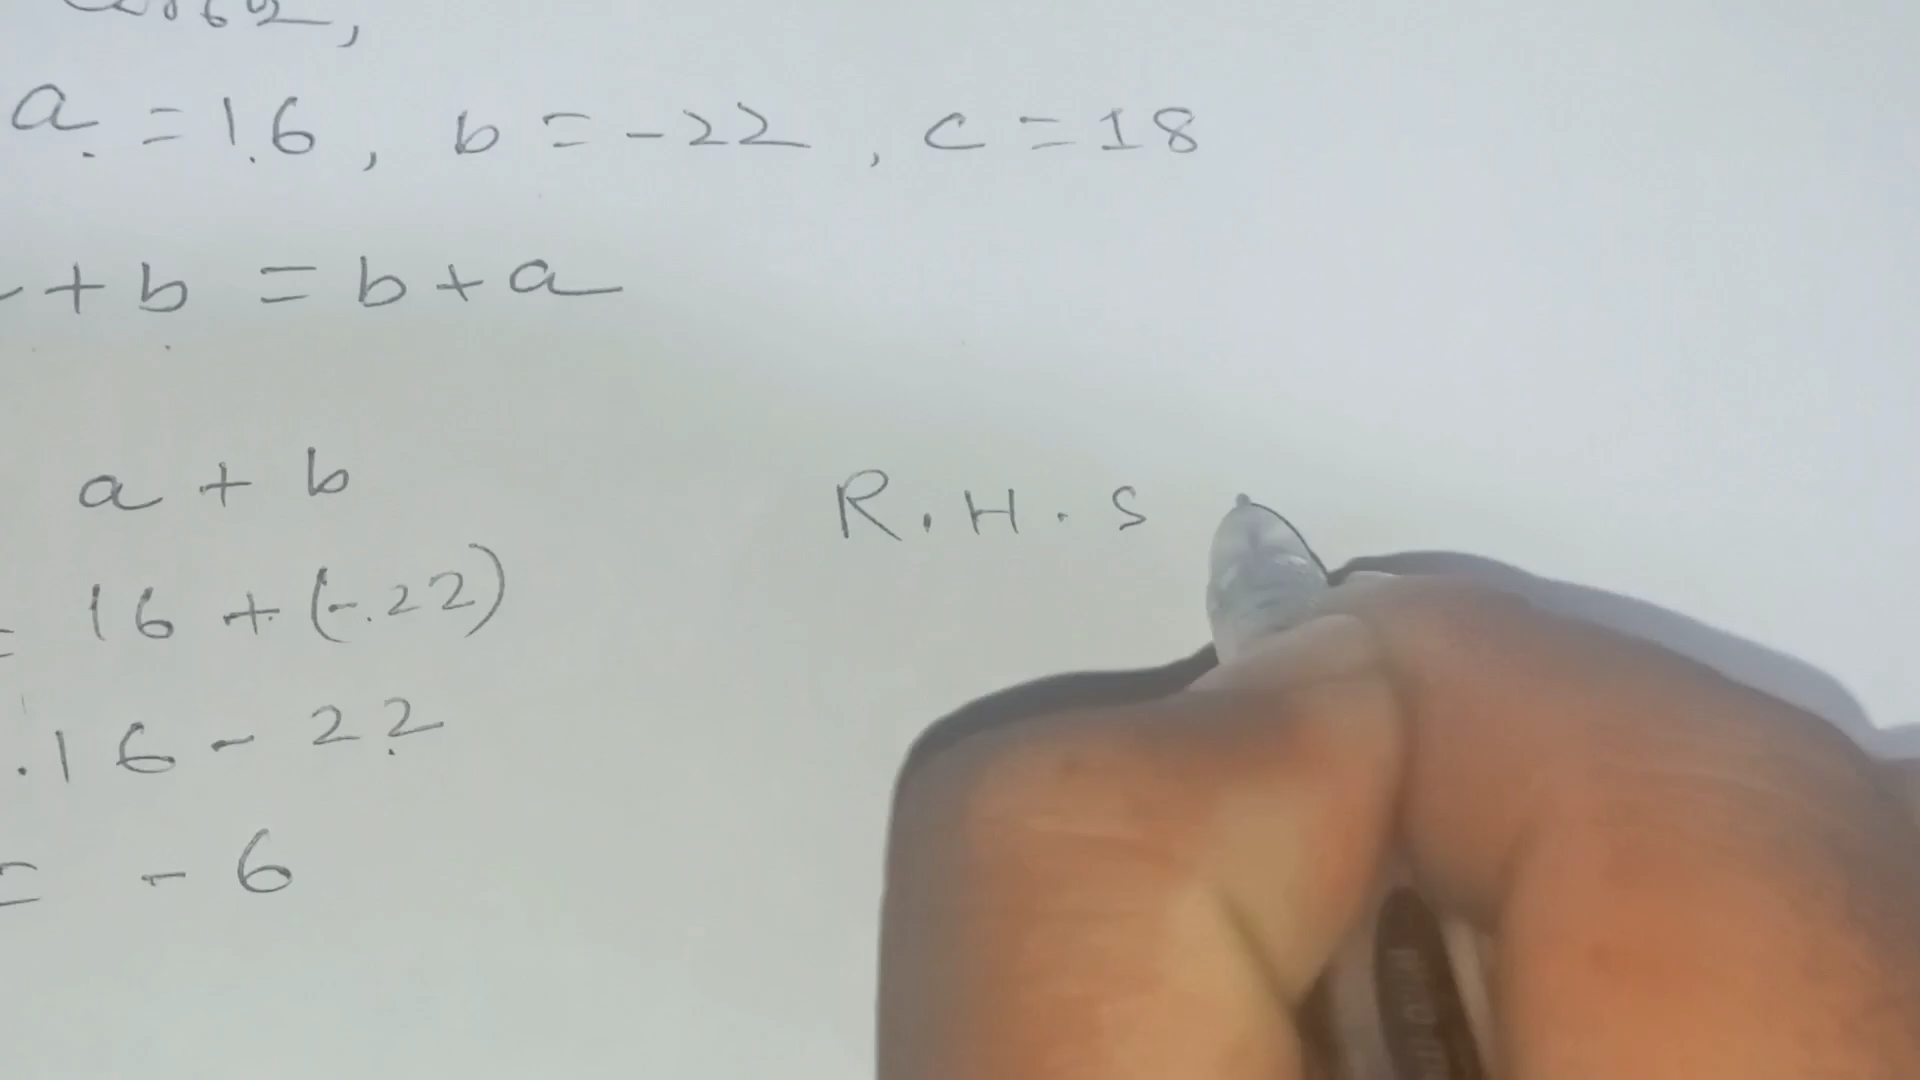 a = 16, b = -22, c = 18
+ b = b + a
a + b R.H.S
= 16 + (-22)
16 - 22
= - 6